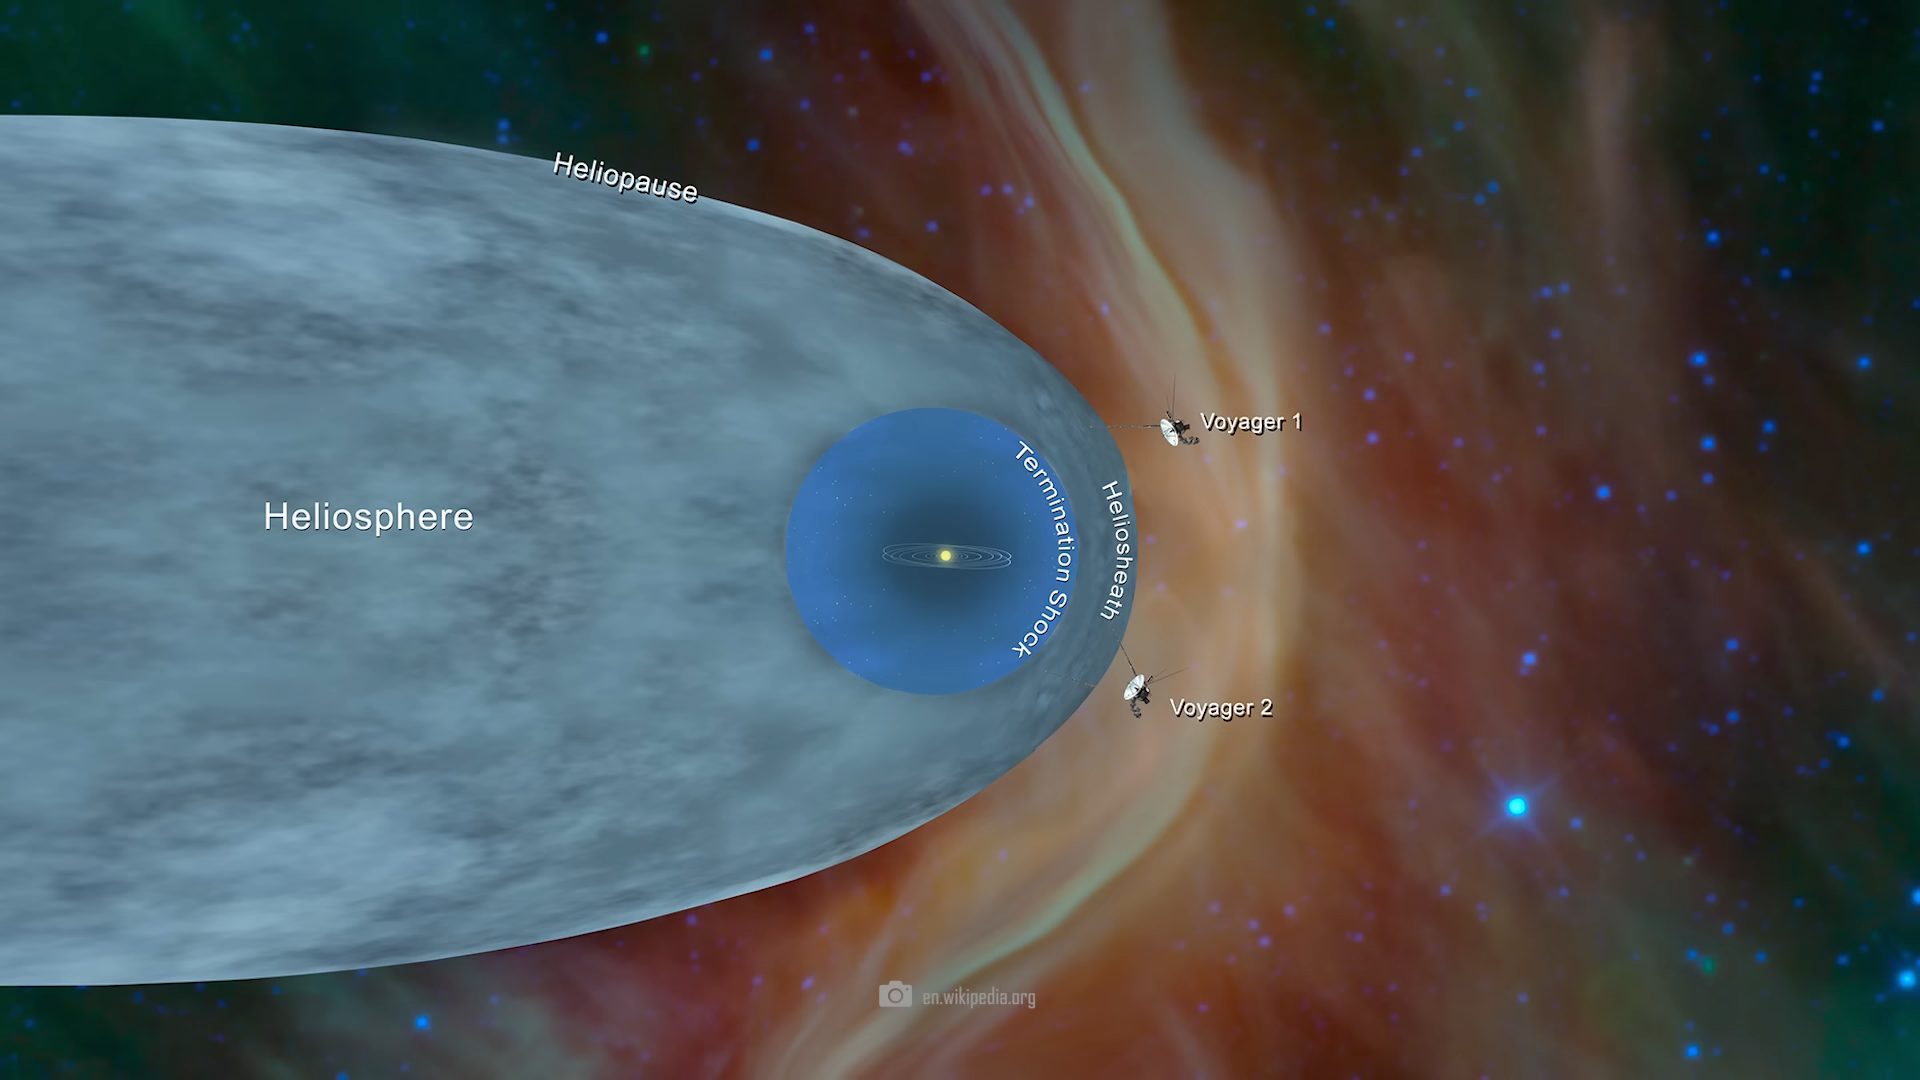 Heliopause
Voyager 1
Termination Shock
Heliosheath
Heliosphere
Voyager 2
en.wikipedia.org